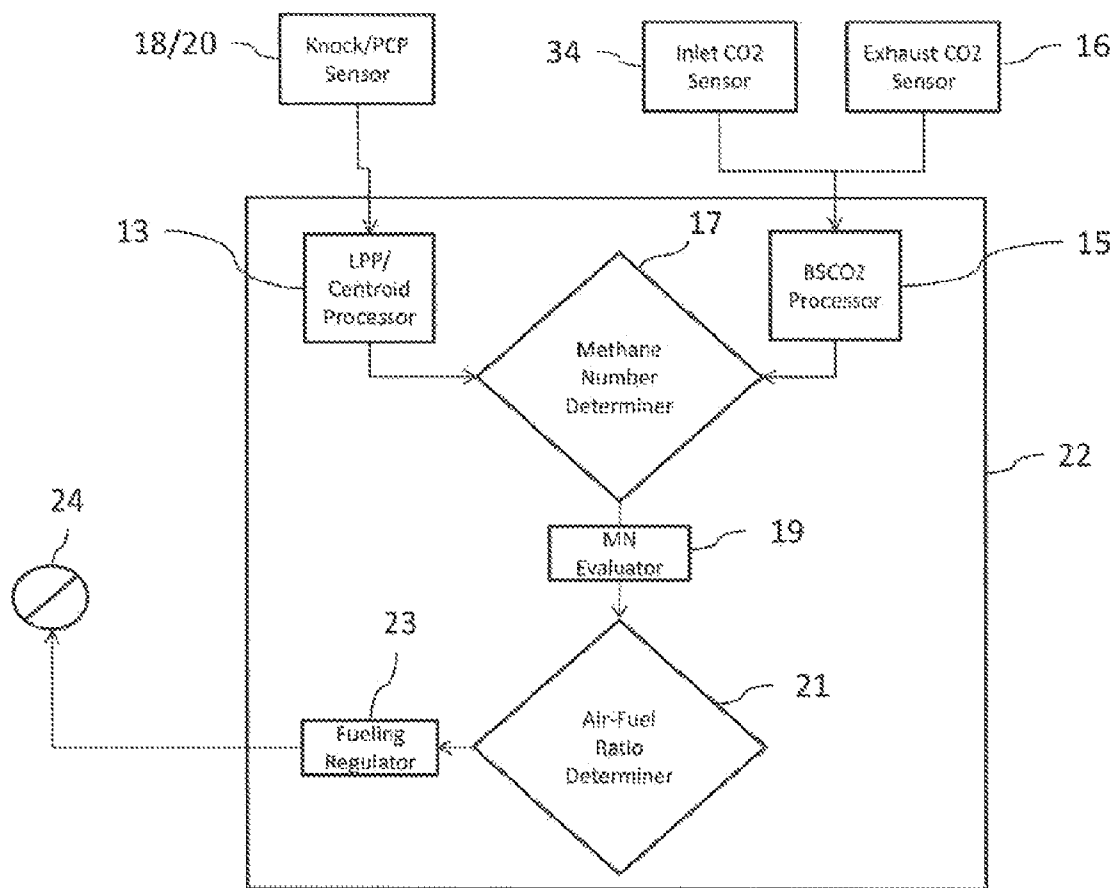 18/20
Knock/PCP
Sensor
34
Inlet CO2
Sensor
Exhaust CO2
Sensor
16
13
LPP/
Centroid
Processor
17
BSCO2
Processor
15
Methane
Number
Determiner
22
24
MN
Evaluator
19
23
Fueling
Regulator
Air-Fuel
Ratio
Determiner
21